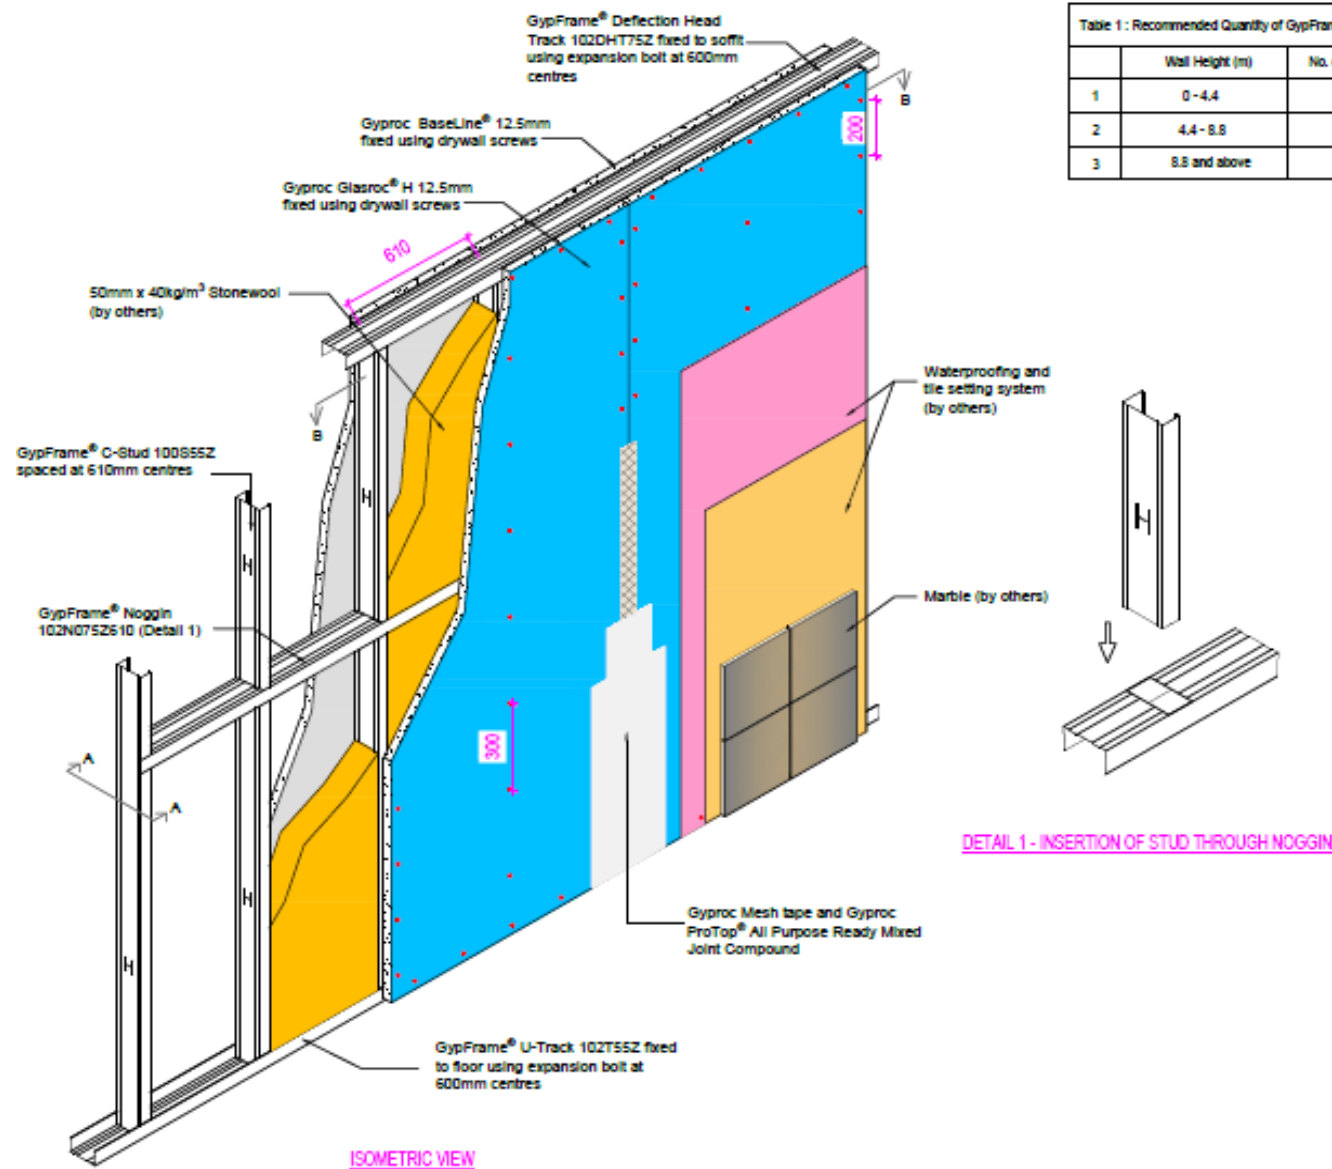 GypFrame® Deflection Head
Track 102DHT75Z fixed to soffit
using expansion bolt at 600mm
centres
Table 1 : Recommended Quantity of
Wall Height (m)
No.
1
0 - 4.4
2
4.4 - 8.8
3
8.8 and above
B
200
Gyproc BaseLine® 12.5mm
fixed using drywall screws
Gyproc Glasroc® H 12.5mm
fixed using drywall screws
610
50mm x 40kg/m³ Stonewool
(by others)
Waterproofing and
tile setting system
(by others)
B
GypFrame® C-Stud 100S55Z
spaced at 610mm centres
H
H
H
GypFrame® Noggin
102N075Z610 (Detail 1)
Marble (by others)
300
A
A
DETAIL 1 - INSERTION OF STUD THROUGH NOGGIN
H
H
Gyproc Mesh tape and Gyproc
ProTop® All Purpose Ready Mixed
Joint Compound
GypFrame® U-Track 102T55Z fixed
to floor using expansion bolt at
600mm centres
ISOMETRIC VIEW